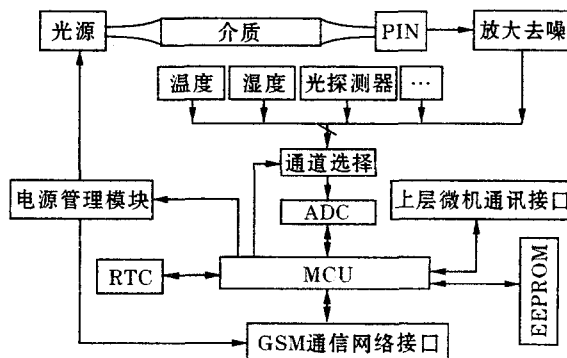 光源
介质
PIN
放大去噪
温度
湿度
光探测器
…
通道选择
电源管理模块
ADC
上层微机通讯接口
RTC
MCU
EEPROM
GSM通信网络接口